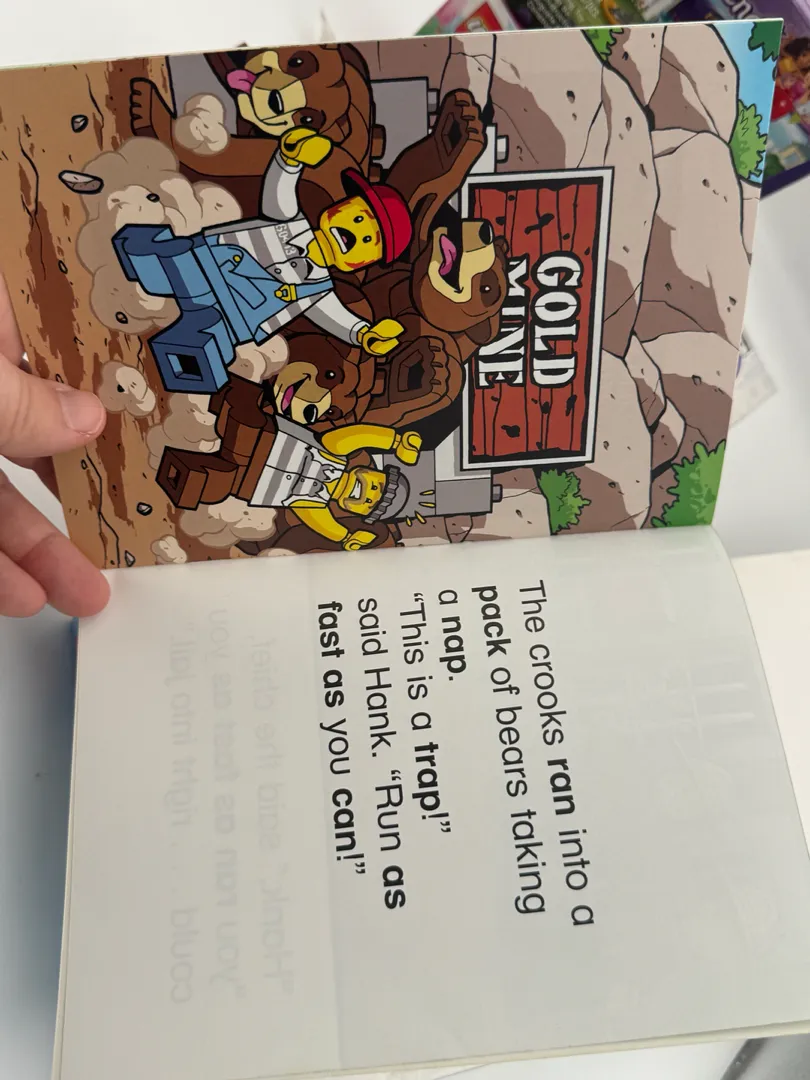 GOLD
MINE
The crooks ran into a
pack of bears taking
a nap.
“This is a trap!”
said Hank. “Run as
fast as you can!”